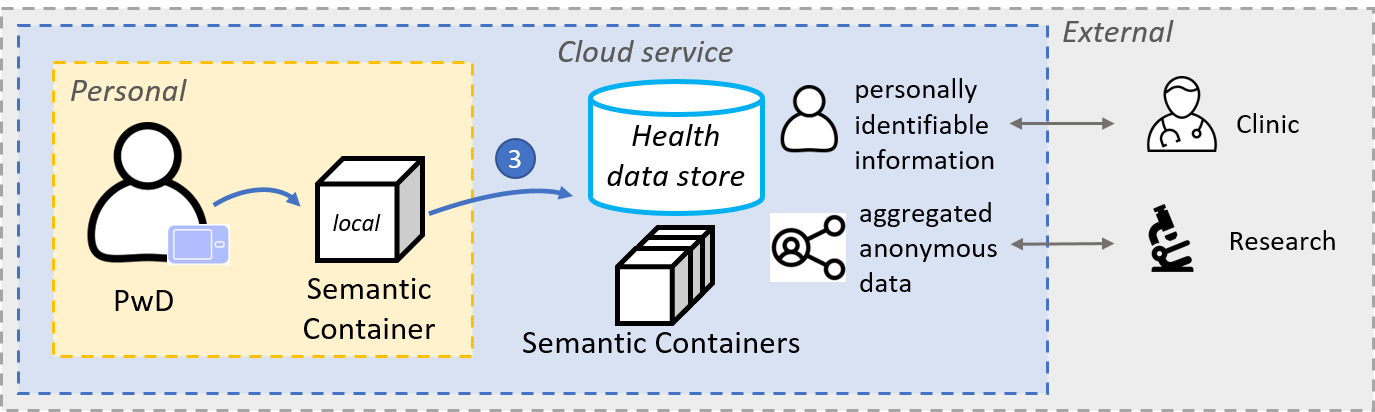 Personal
PwD
local
Semantic
Container
3
Cloud service
Health
data store
Semantic Containers
personally
identifiable
information
aggregated
anonymous
data
External
Clinic
Research